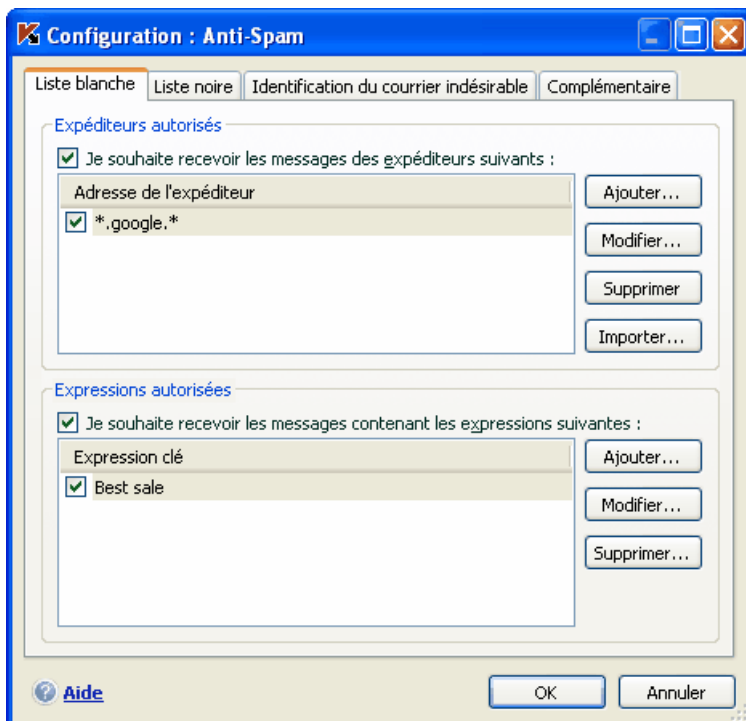 Configuration : Anti-Spam
Liste blanche Liste noire Identification du courrier indésirable Complémentaire
Expéditeurs autorisés
Je souhaite recevoir les messages des expéditeurs suivants :
Adresse de l'expéditeur
*.google.*
Ajouter...
Modifier...
Supprimer
Importer...
Expressions autorisées
Je souhaite recevoir les messages contenant les expressions suivantes :
Expression clé
Best sale
Ajouter...
Modifier...
Supprimer...
Aide
OK
Annuler